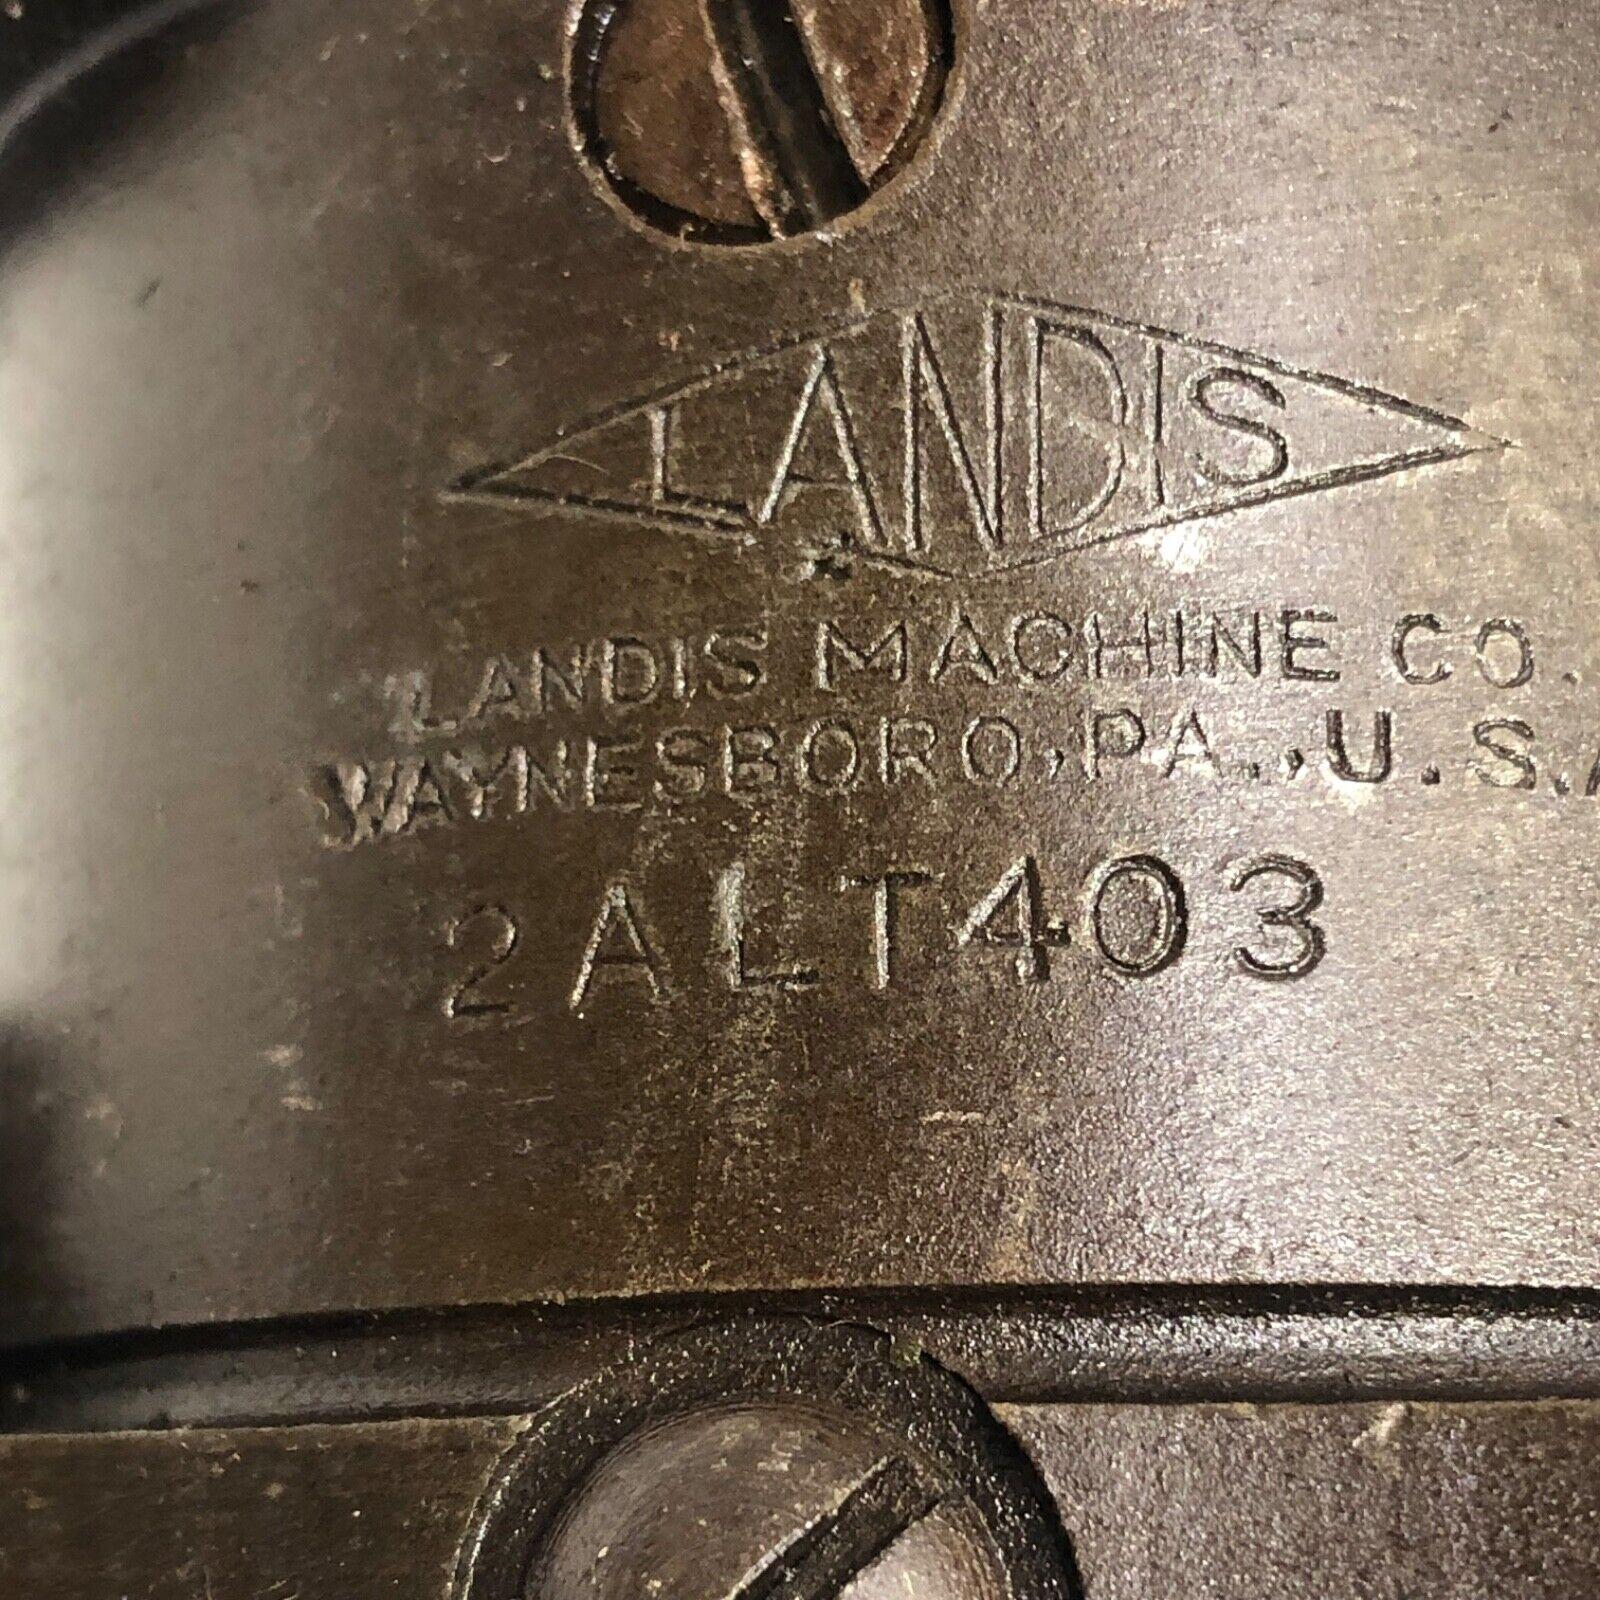 LANDIS
LANDIS MACHINE CO.
WAYNESBORO, PA., U.S.A
2ALT403